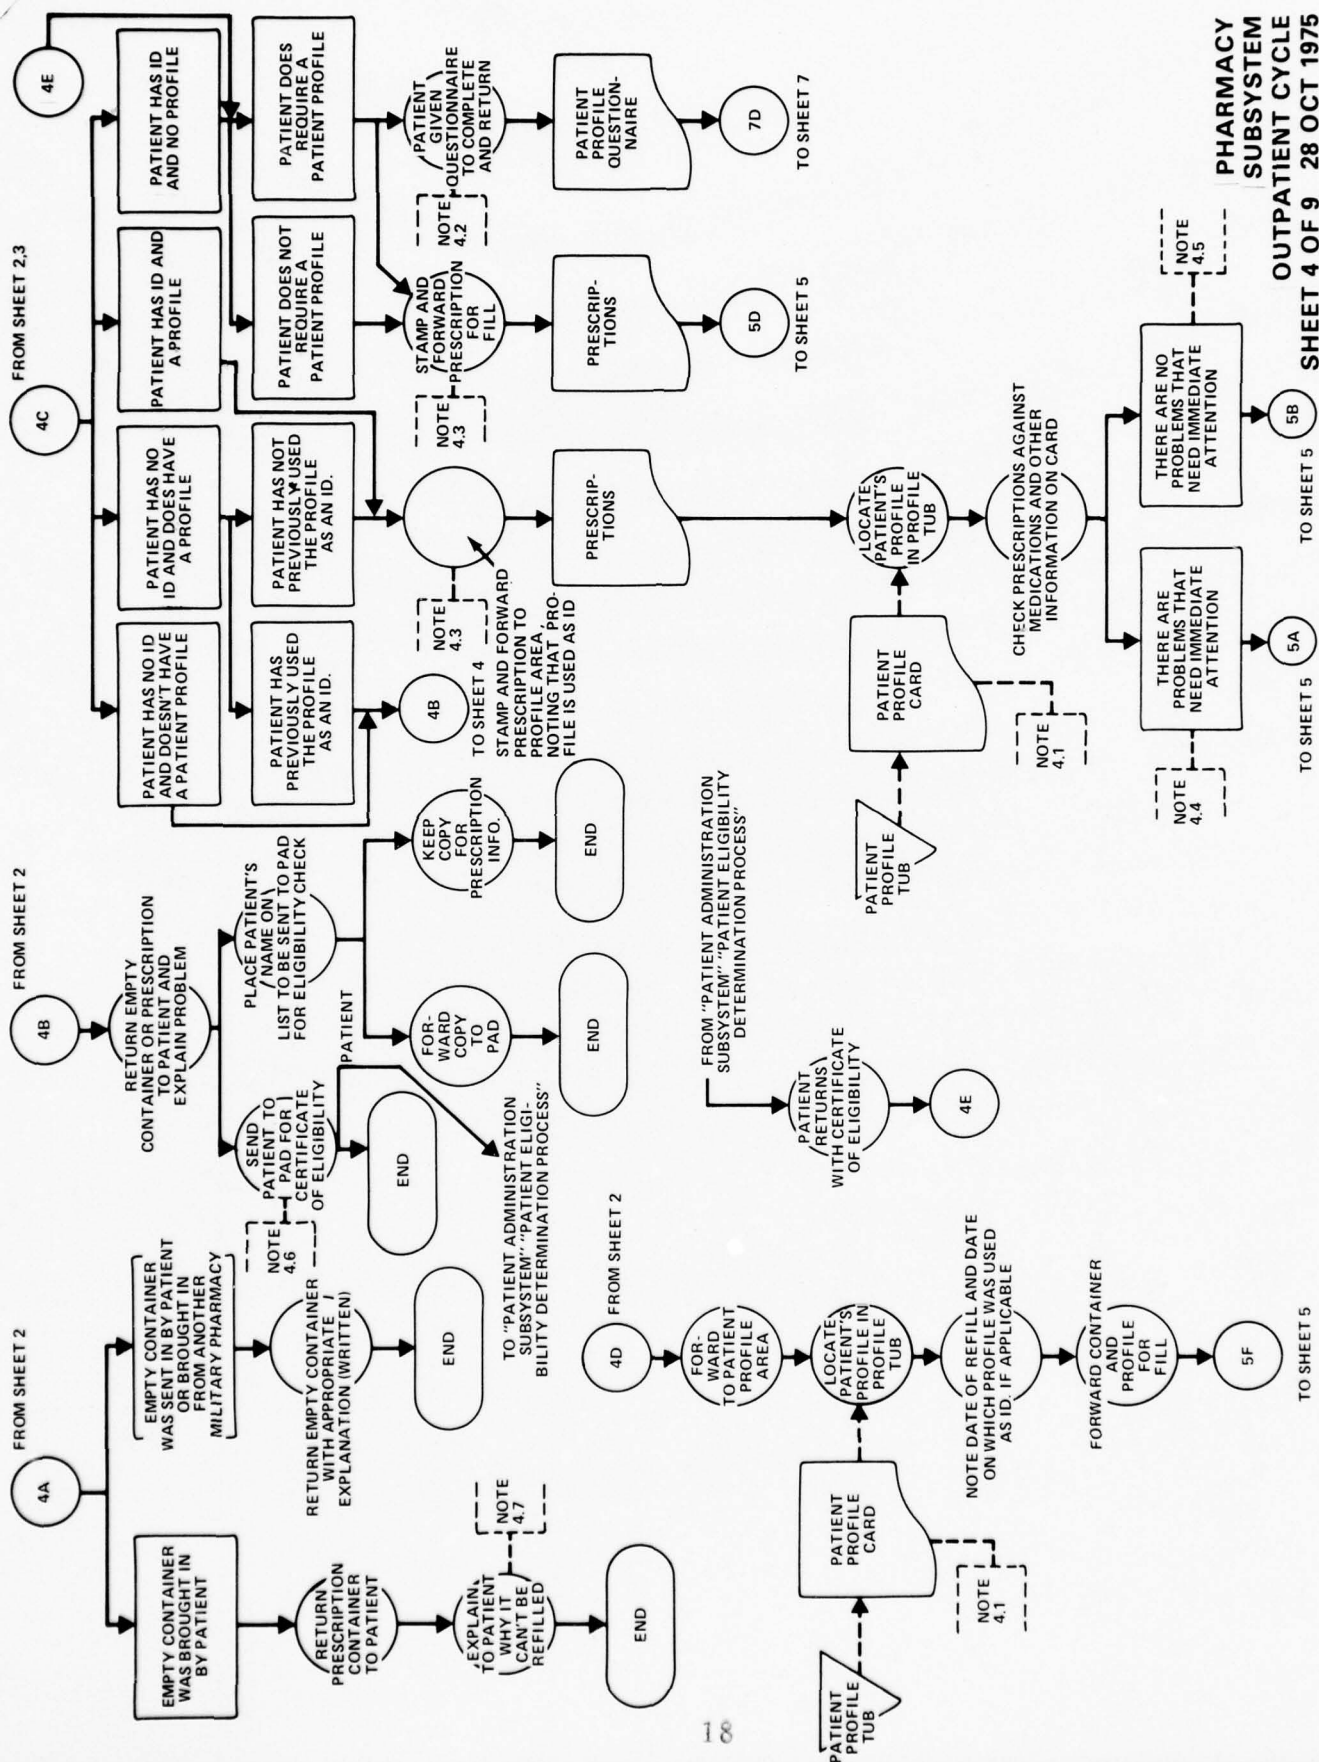 FROM SHEET 2
4A
EMPTY CONTAINER
WAS BROUGHT IN
BY PATIENT
RETURN
PRESCRIPTION
CONTAINER
TO PATIENT
EXPLAIN
TO PATIENT
WHY IT
CAN'T BE
REFILLED
NOTE
4.7
END
EMPTY CONTAINER
WAS SENT IN BY PATIENT
OR BROUGHT IN
FROM ANOTHER
MILITARY PHARMACY
RETURN EMPTY CONTAINER
WITH APPROPRIATE
EXPLANATION (WRITTEN)
END
FROM SHEET 2
4B
RETURN EMPTY
CONTAINER OR PRESCRIPTION
TO PATIENT AND
EXPLAIN PROBLEM
SEND
PATIENT TO
PAD FOR
CERTIFICATE
OF ELIGIBILITY
NOTE
4.6
END
PATIENT
TO "PATIENT ADMINISTRATION
SUBSYSTEM" "PATIENT ELIGI-
BILITY DETERMINATION PROCESS"
PLACE PATIENT'S
NAME ON
LIST TO BE SENT TO PAD
FOR ELIGIBILITY CHECK
FOR-
WARD
COPY
TO
PAD
END
KEEP
COPY
FOR
PRESCRIPTION
INFO.
END
FROM SHEET 2,3
4C
4E
PATIENT HAS NO ID
AND DOESN'T HAVE
A PATIENT PROFILE
PATIENT HAS NO
ID AND DOES HAVE
A PROFILE
PATIENT HAS ID AND
A PROFILE
PATIENT HAS ID
AND NO PROFILE
PATIENT HAS
PREVIOUSLY USED
THE PROFILE
AS AN ID.
PATIENT HAS NOT
PREVIOUSLY USED
THE PROFILE
AS AN ID.
PATIENT DOES NOT
REQUIRE A
PATIENT PROFILE
PATIENT DOES
REQUIRE A
PATIENT PROFILE
4B
TO SHEET 4
NOTE
4.3
STAMP AND FORWARD
PRESCRIPTION TO
PROFILE AREA,
NOTING THAT PRO-
FILE IS USED AS ID
NOTE
4.3
STAMP AND
FORWARD
PRESCRIPTION
FOR
FILL
NOTE
4.2
PATIENT
GIVEN
QUESTIONNAIRE
TO COMPLETE
AND RETURN
PRESCRIP-
TIONS
PRESCRIP-
TIONS
PATIENT
PROFILE
QUESTION-
NAIRE
5D
TO SHEET 5
7D
TO SHEET 7
FROM SHEET 2
4D
FOR-
WARD
TO PATIENT
PROFILE
AREA
PATIENT
PROFILE
TUB
PATIENT
PROFILE
CARD
NOTE
4.1
LOCATE
PATIENT'S
PROFILE IN
PROFILE
TUB
NOTE DATE OF REFILL AND DATE
ON WHICH PROFILE WAS USED
AS ID. IF APPLICABLE
FORWARD CONTAINER
AND
PROFILE
FOR
FILL
5F
TO SHEET 5
FROM "PATIENT ADMINISTRATION
SUBSYSTEM" "PATIENT ELIGIBILITY
DETERMINATION PROCESS"
PATIENT
RETURNS
WITH CERTIFICATE
OF ELIGIBILITY
4E
PATIENT
PROFILE
TUB
PATIENT
PROFILE
CARD
NOTE
4.1
LOCATE
PATIENT'S
PROFILE
IN PROFILE
TUB
CHECK PRESCRIPTIONS AGAINST
MEDICATIONS AND OTHER
INFORMATION ON CARD
THERE ARE
PROBLEMS THAT
NEED IMMEDIATE
ATTENTION
NOTE
4.4
5A
TO SHEET 5
THERE ARE NO
PROBLEMS THAT
NEED IMMEDIATE
ATTENTION
NOTE
4.5
5B
TO SHEET 5
PHARMACY
SUBSYSTEM
OUTPATIENT CYCLE
SHEET 4 OF 9 28 OCT 1975
18